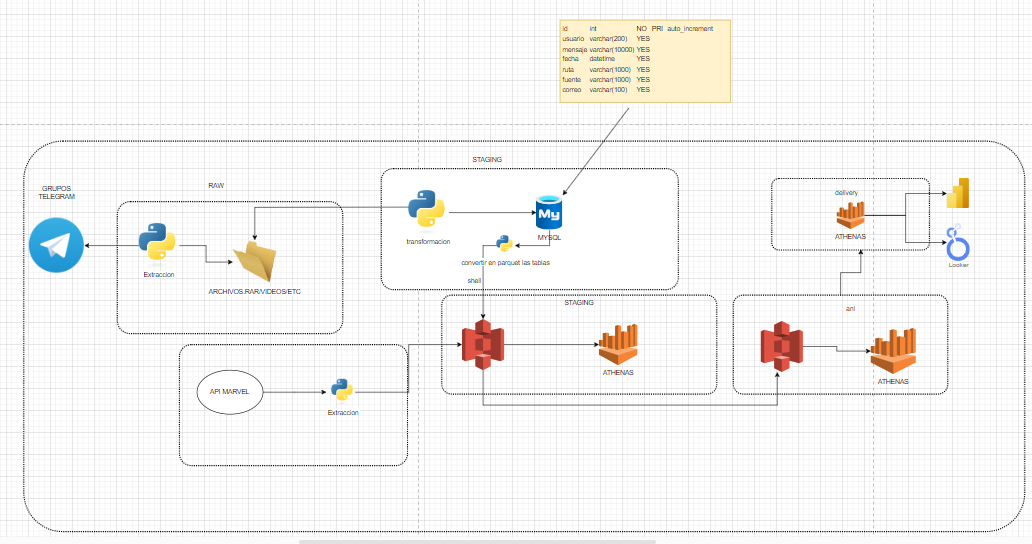 id int NO PRI auto_increment
usuario varchar(200) YES
mensaje varchar(10000) YES
fecha datetime YES
ruta varchar(1000) YES
fuente varchar(1000) YES
correo varchar(100) YES
STAGING
GRUPOS
TELEGRAM
RAW
Extraccion
ARCHIVOS.RAR/VIDEOS/ETC
transformacion
My
MYSQL
convertir en parquet las tablas
shell
delivery
ATHENAS
Looker
STAGING
ATHENAS
anl
ATHENAS
API MARVEL
Extraccion